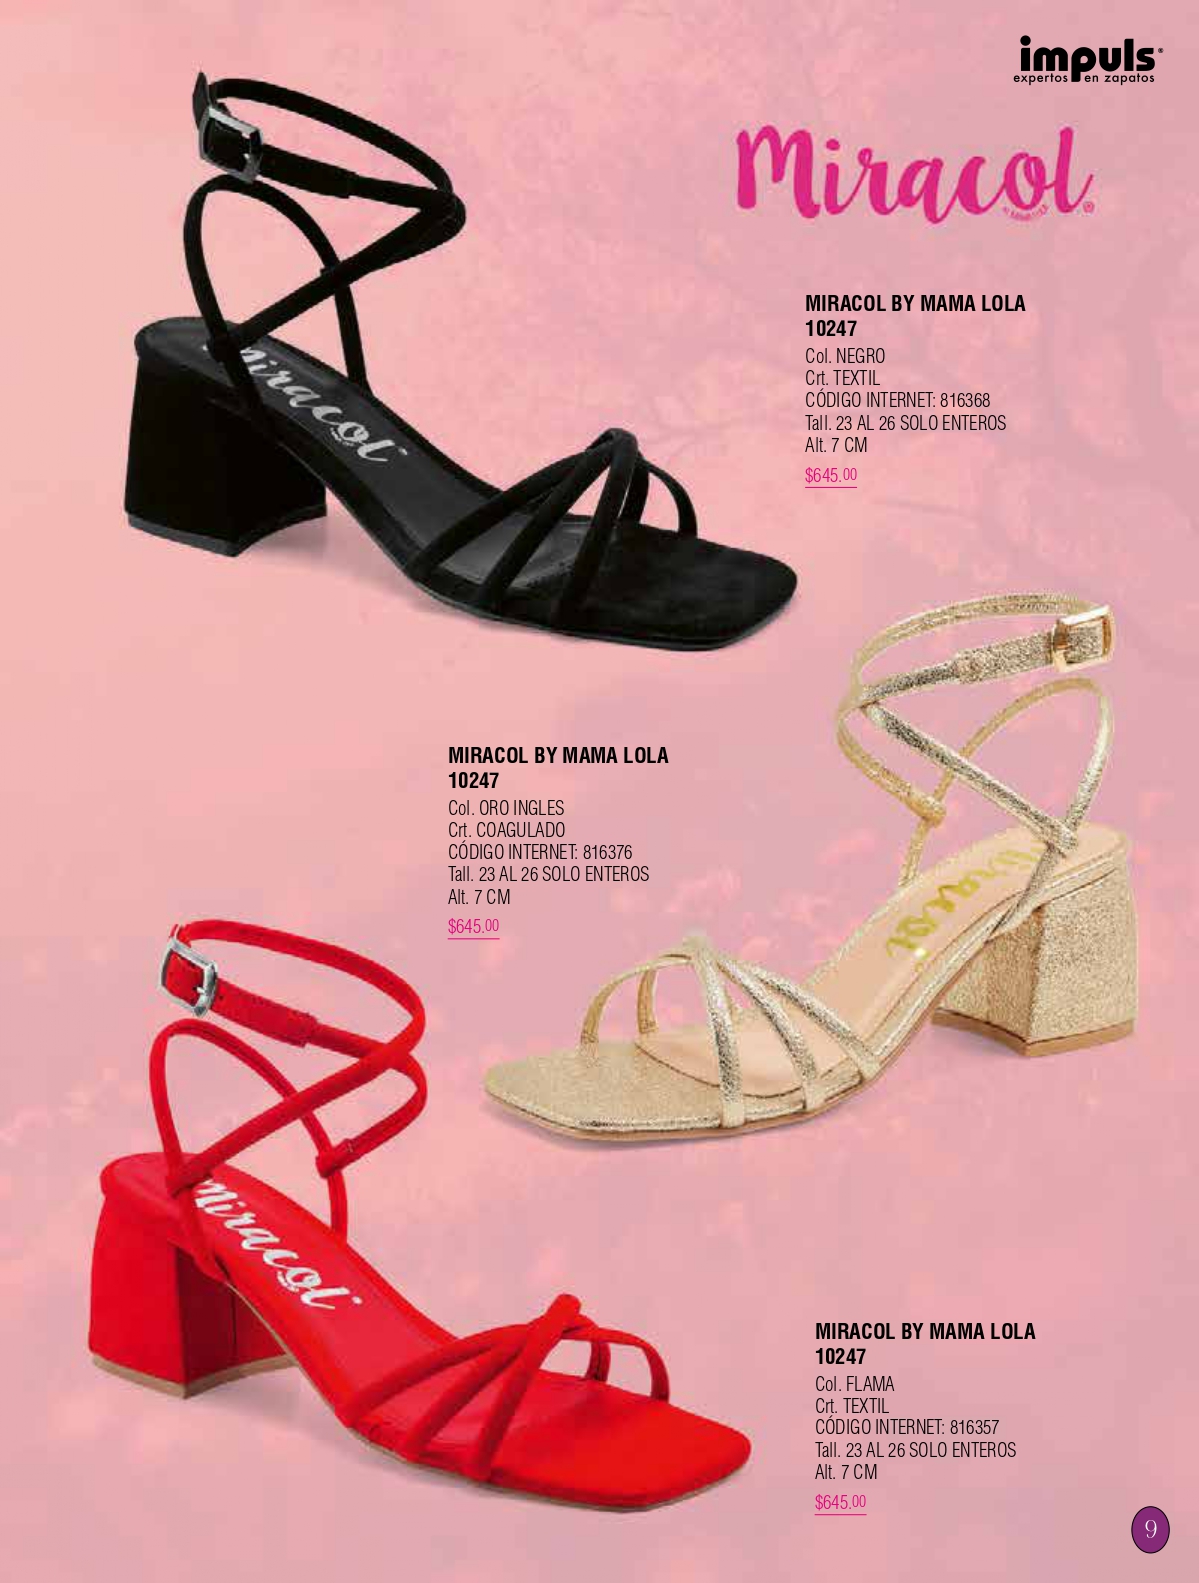 impuls®
expertos en zapatos
Miracol®
MIRACOL BY MAMA LOLA
10247
Col. NEGRO
Crt. TEXTIL
CÓDIGO INTERNET: 816368
Tall. 23 AL 26 SOLO ENTEROS
Alt. 7 CM
$645.00
Miracol
MIRACOL BY MAMA LOLA
10247
Col. ORO INGLES
Crt. COAGULADO
CÓDIGO INTERNET: 816376
Tall. 23 AL 26 SOLO ENTEROS
Alt. 7 CM
$645.00
Miracol
Miracol
MIRACOL BY MAMA LOLA
10247
Col. FLAMA
Crt. TEXTIL
CÓDIGO INTERNET: 816357
Tall. 23 AL 26 SOLO ENTEROS
Alt. 7 CM
$645.00
9